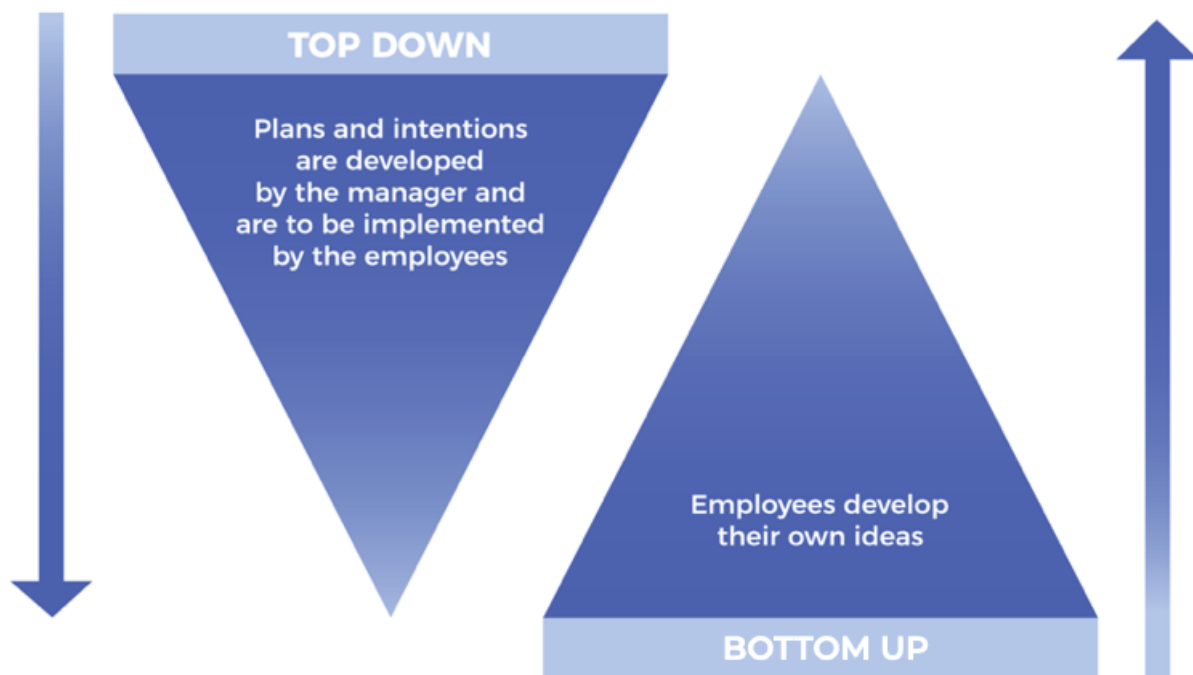 TOP DOWN
Plans and intentions
are developed
by the manager and
are to be implemented
by the employees
Employees develop
their own ideas
BOTTOM UP